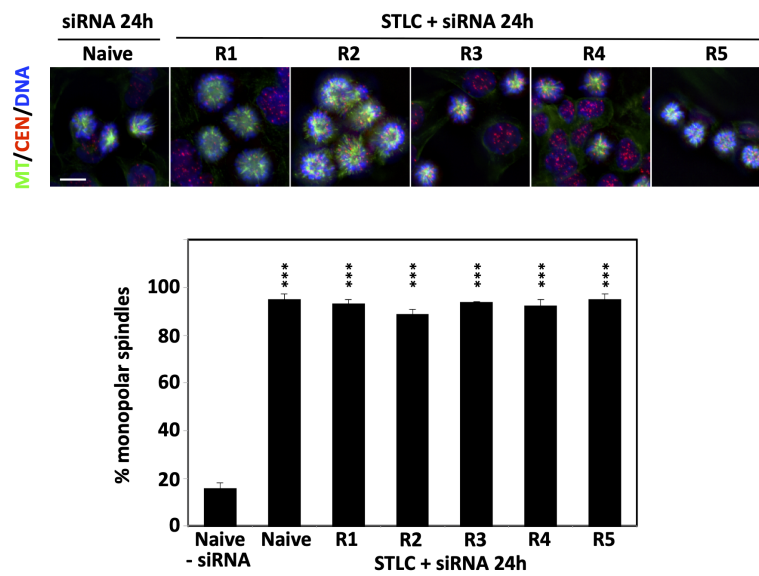 siRNA 24h STLC + siRNA 24h
Naive R1 R2 R3 R4 R5
MT/CEN/DNA
% monopolar spindles
100
80
60
40
20
0
*** *** *** *** *** ***
Naive Naive R1 R2 R3 R4 R5
- siRNA STLC + siRNA 24h